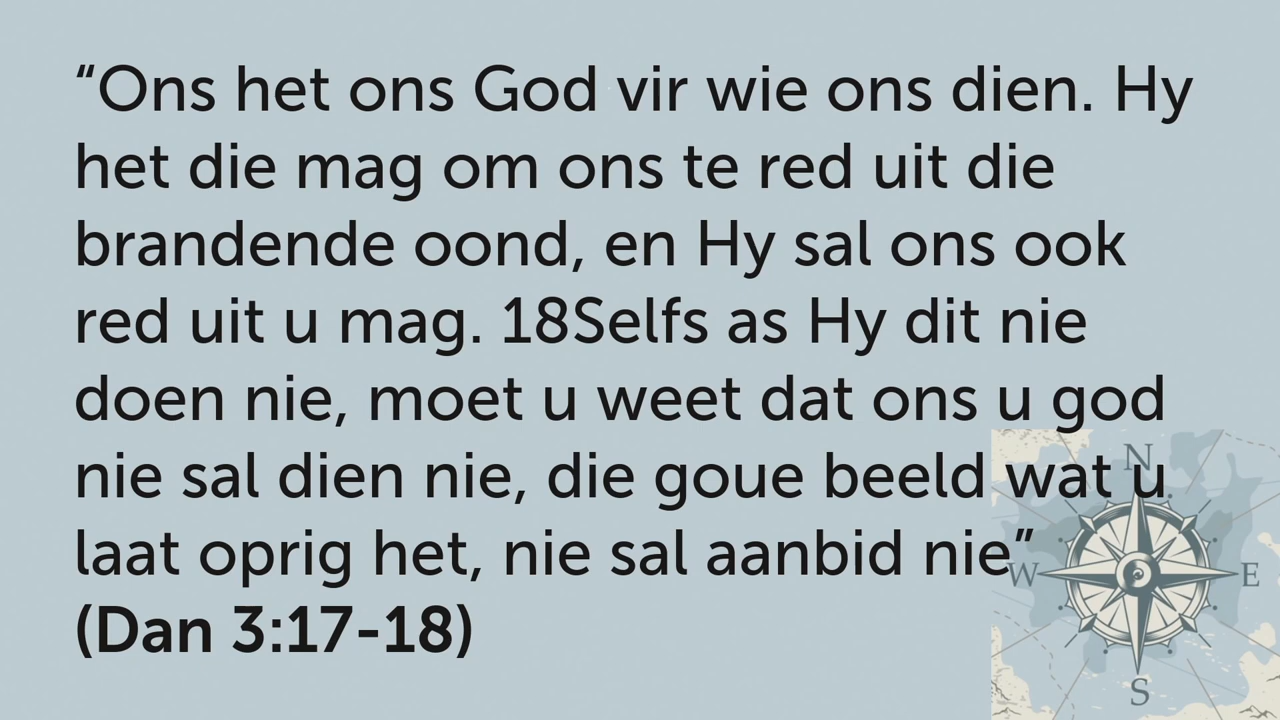 “Ons het ons God vir wie ons dien. Hy
het die mag om ons te red uit die
brandende oond, en Hy sal ons ook
red uit u mag. 18Selfs as Hy dit nie
doen nie, moet u weet dat ons u god
nie sal dien nie, die goue beeld wat u
laat oprig het, nie sal aanbid nie”
(Dan 3:17-18)
N
W
E
S